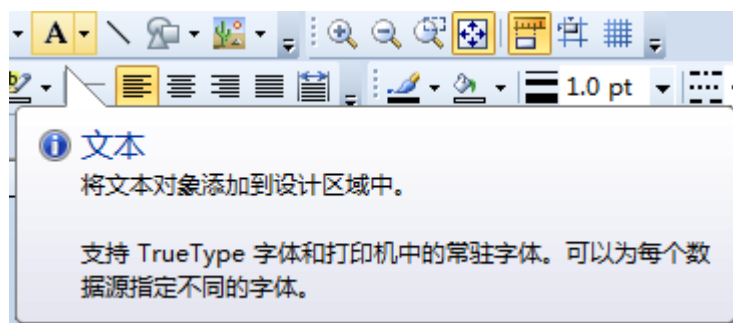 A
1.0 pt
文本
将文本对象添加到设计区域中。
支持 TrueType 字体和打印机中的常驻字体。可以为每个数
据源指定不同的字体。